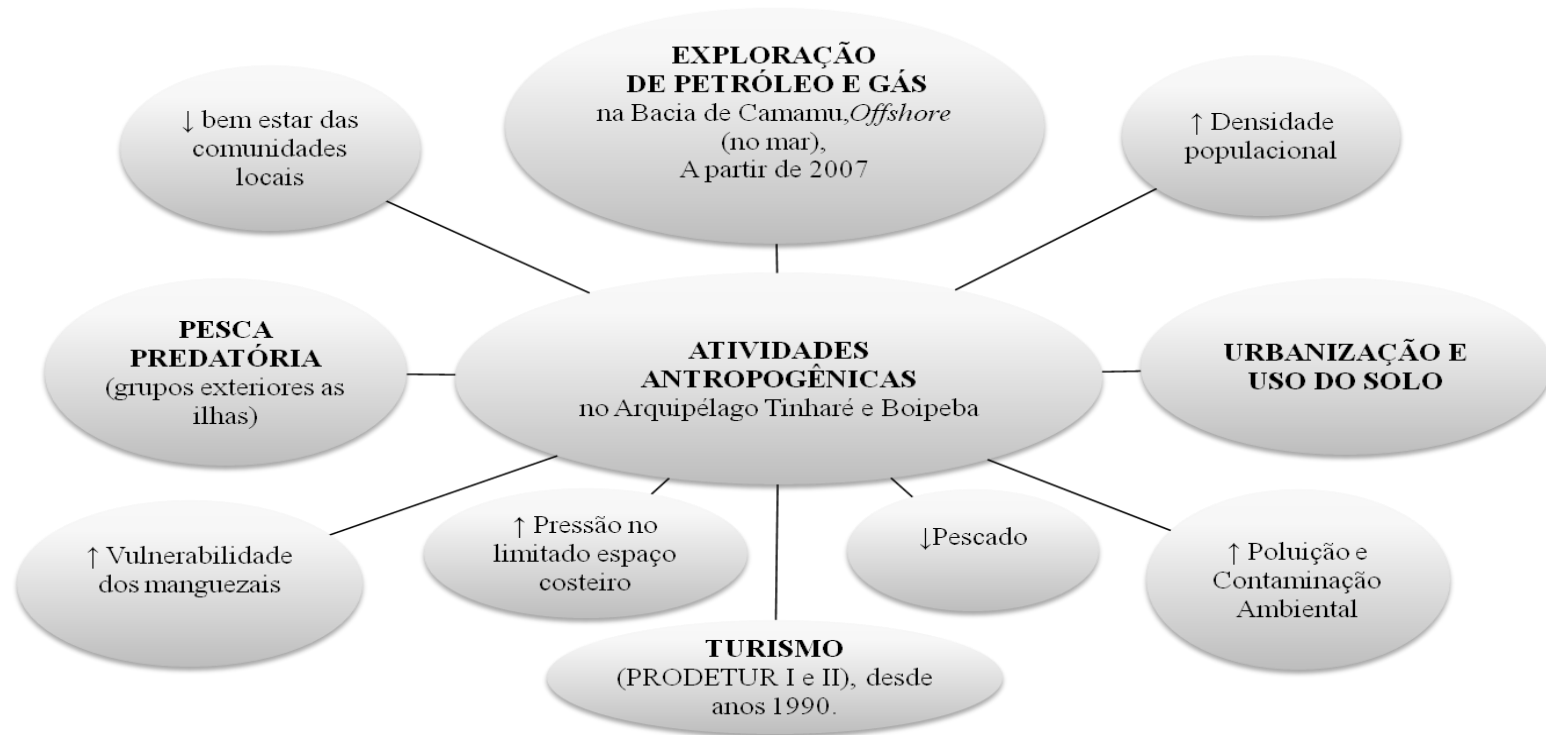 EXPLORAÇÃO
DE PETRÓLEO E GÁS
na Bacia de Camamu,Offshore
(no mar),
A partir de 2007
↓ bem estar das
comunidades
locais
↑ Densidade
populacional
PESCA
PREDATÓRIA
(grupos exteriores as
ilhas)
ATIVIDADES
ANTROPOGÊNICAS
no Arquipélago Tinharé e Boipeba
URBANIZAÇÃO E
USO DO SOLO
↑ Vulnerabilidade
dos manguezais
↑ Pressão no
limitado espaço
costeiro
↓Pescado
↑ Poluição e
Contaminação
Ambiental
TURISMO
(PRODETUR I e II), desde
anos 1990.